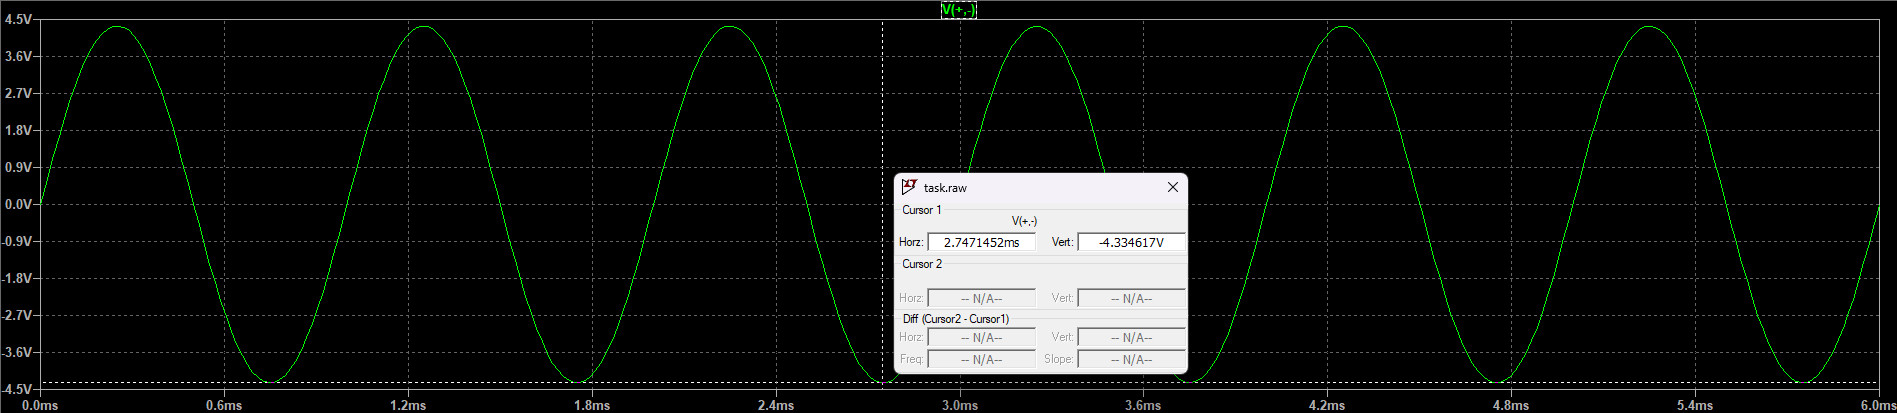 V(+,-)
4.5V
3.6V
2.7V
1.8V
0.9V
0.0V
-0.9V
-1.8V
-2.7V
-3.6V
-4.5V
0.0ms 0.6ms 1.2ms 1.8ms 2.4ms 3.0ms 3.6ms 4.2ms 4.8ms 5.4ms 6.0ms
task.raw
Cursor 1
V(+,-)
Horz: 2.7471452ms Vert: -4.334617V
Cursor 2
Horz: -- N/A-- Vert: -- N/A--
Diff (Cursor2 - Cursor1)
Horz: -- N/A-- Vert: -- N/A--
Freq: -- N/A-- Slope: -- N/A--